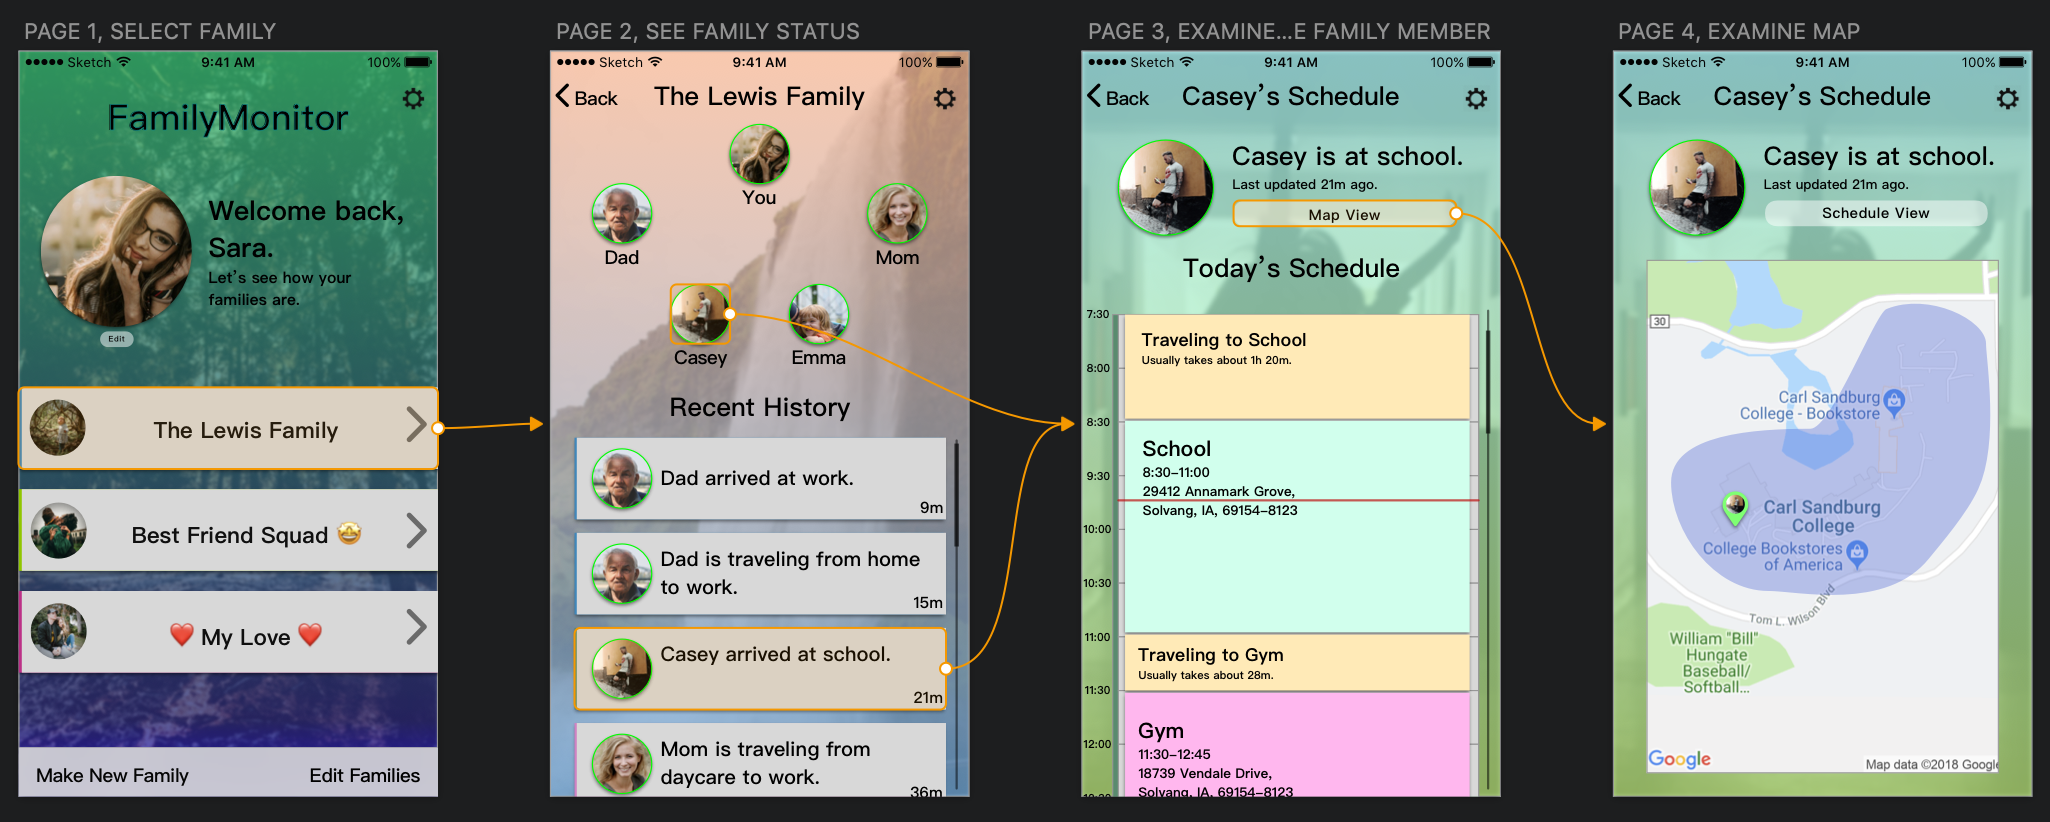 PAGE 1, SELECT FAMILY
Sketch
9:41 AM
100%
FamilyMonitor
Welcome back,
Sara.
Let's see how your
families are.
Edit
The Lewis Family
Best Friend Squad 🤩
❤️ My Love ❤️
Make New Family
Edit Families
PAGE 2, SEE FAMILY STATUS
Sketch
9:41 AM
100%
Back
The Lewis Family
You
Dad
Mom
Casey
Emma
Recent History
Dad arrived at work.
9m
Dad is traveling from home
to work.
15m
Casey arrived at school.
21m
Mom is traveling from
daycare to work.
36m
PAGE 3, EXAMINE...E FAMILY MEMBER
Sketch
9:41 AM
100%
Back
Casey's Schedule
Casey is at school.
Last updated 21m ago.
Map View
Today's Schedule
7:30
Traveling to School
Usually takes about 1h 20m.
8:00
8:30
School
8:30-11:00
9:30
29412 Annamark Grove,
Solvang, IA, 69154-8123
10:00
10:30
11:00
Traveling to Gym
Usually takes about 28m.
11:30
Gym
11:30-12:45
12:00
18739 Vendale Drive,
Solvang, IA, 69154-8123
PAGE 4, EXAMINE MAP
Sketch
9:41 AM
100%
Back
Casey's Schedule
Casey is at school.
Last updated 21m ago.
Schedule View
30
Carl Sandburg
College - Bookstore
Carl Sandburg
College
College Bookstores
of America
Tom L. Wilson Blvd
William "Bill"
Hungate
Baseball/
Softball...
Google
Map data ©2018 Google